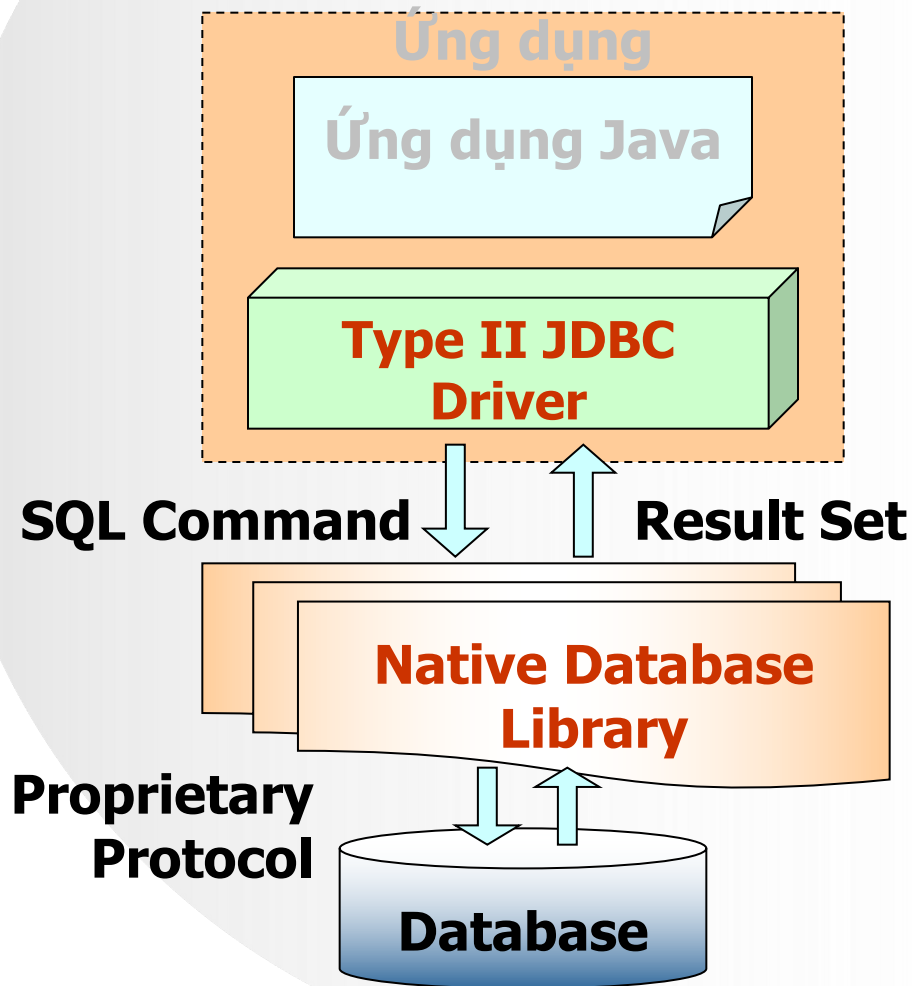 Ứng dụng
Ứng dụng Java
Type II JDBC
Driver
SQL Command
Result Set
Native Database
Library
Proprietary
Protocol
Database